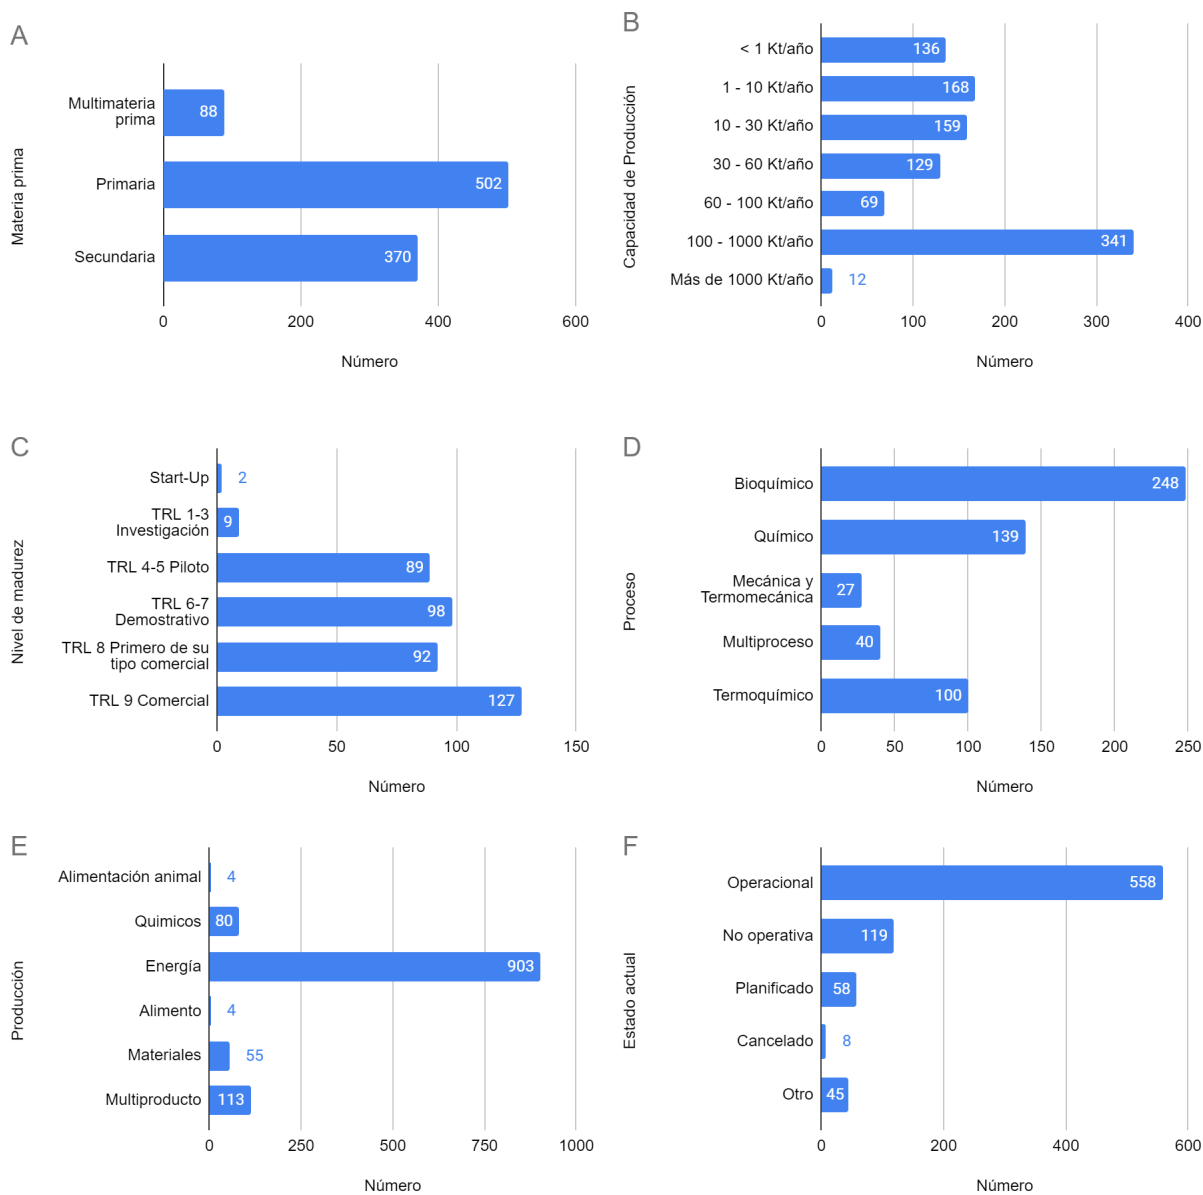 A
Materia prima
Multimateria
prima
88
Primaria
502
Secundaria
370
0 200 400 600
Número
B
Capacidad de Producción
< 1 Kt/año
136
1 - 10 Kt/año
168
10 - 30 Kt/año
159
30 - 60 Kt/año
129
60 - 100 Kt/año
69
100 - 1000 Kt/año
341
Más de 1000 Kt/año
12
0 100 200 300 400
Número
C
Nivel de madurez
Start-Up
2
TRL 1-3
Investigación
9
TRL 4-5 Piloto
89
TRL 6-7
Demostrativo
98
TRL 8 Primero de su
tipo comercial
92
TRL 9 Comercial
127
0 50 100 150
Número
D
Proceso
Bioquímico
248
Químico
139
Mecánica y
Termomecánica
27
Multiproceso
40
Termoquímico
100
0 50 100 150 200 250
Número
E
Producción
Alimentación animal
4
Quimicos
80
Energía
903
Alimento
4
Materiales
55
Multiproducto
113
0 250 500 750 1000
Número
F
Estado actual
Operacional
558
No operativa
119
Planificado
58
Cancelado
8
Otro
45
0 200 400 600
Número